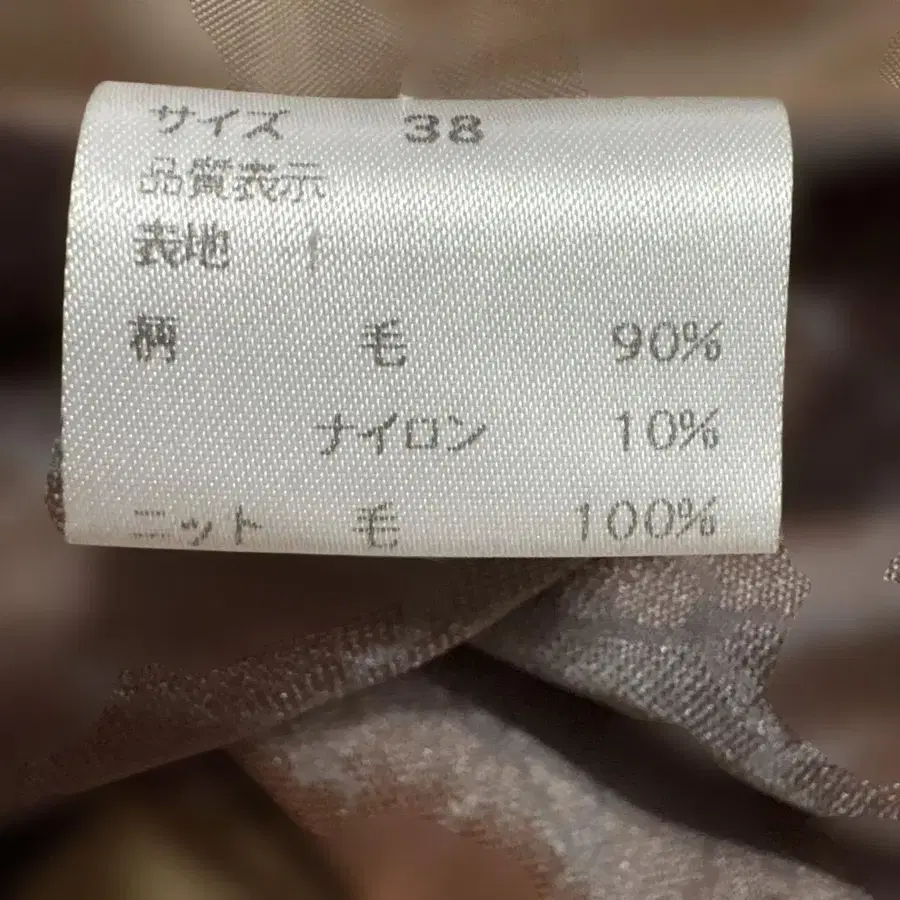 サイズ 38
品質表示
表地
柄 毛 90%
ナイロン 10%
ニット 毛 100%